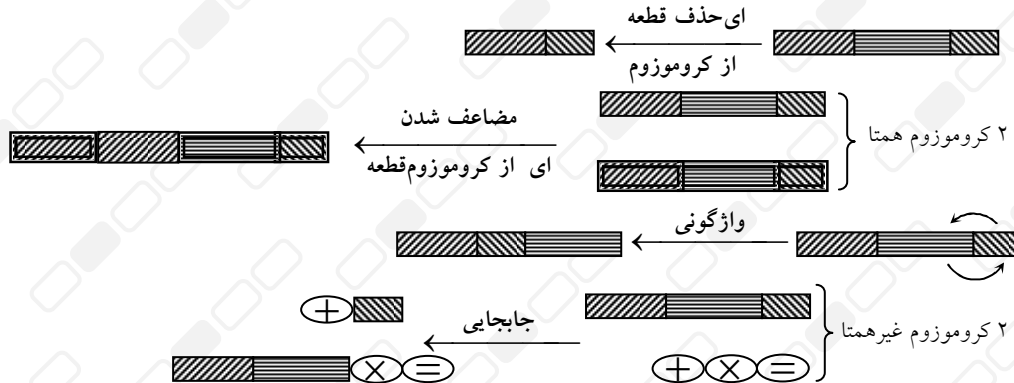 ای‌حذف قطعه
از کروموزوم
۲ کروموزوم همتا
مضاعف شدن
ای از کروموزوم‌قطعه
واژگونی
۲ کروموزوم غیرهمتا
جابجایی
+
× =
+ × =